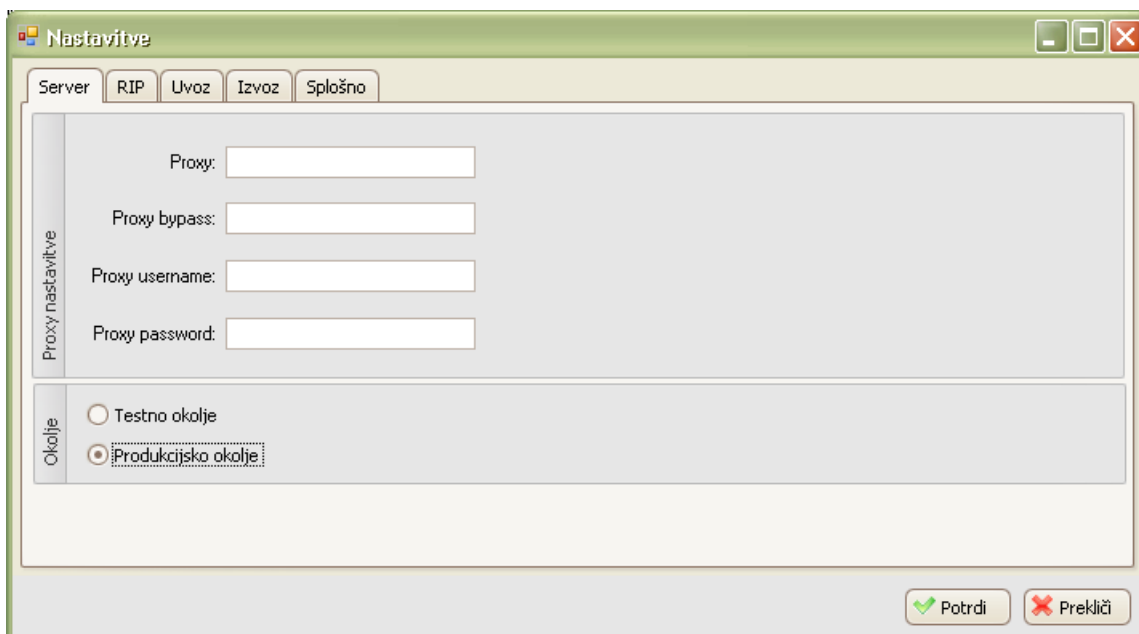 Nastavitve
Server RIP Uvoz Izvoz Splošno
Proxy nastavitve
Proxy:
Proxy bypass:
Proxy username:
Proxy password:
Okolje
Testno okolje
Produkcijsko okolje
Potrdi Prekliči